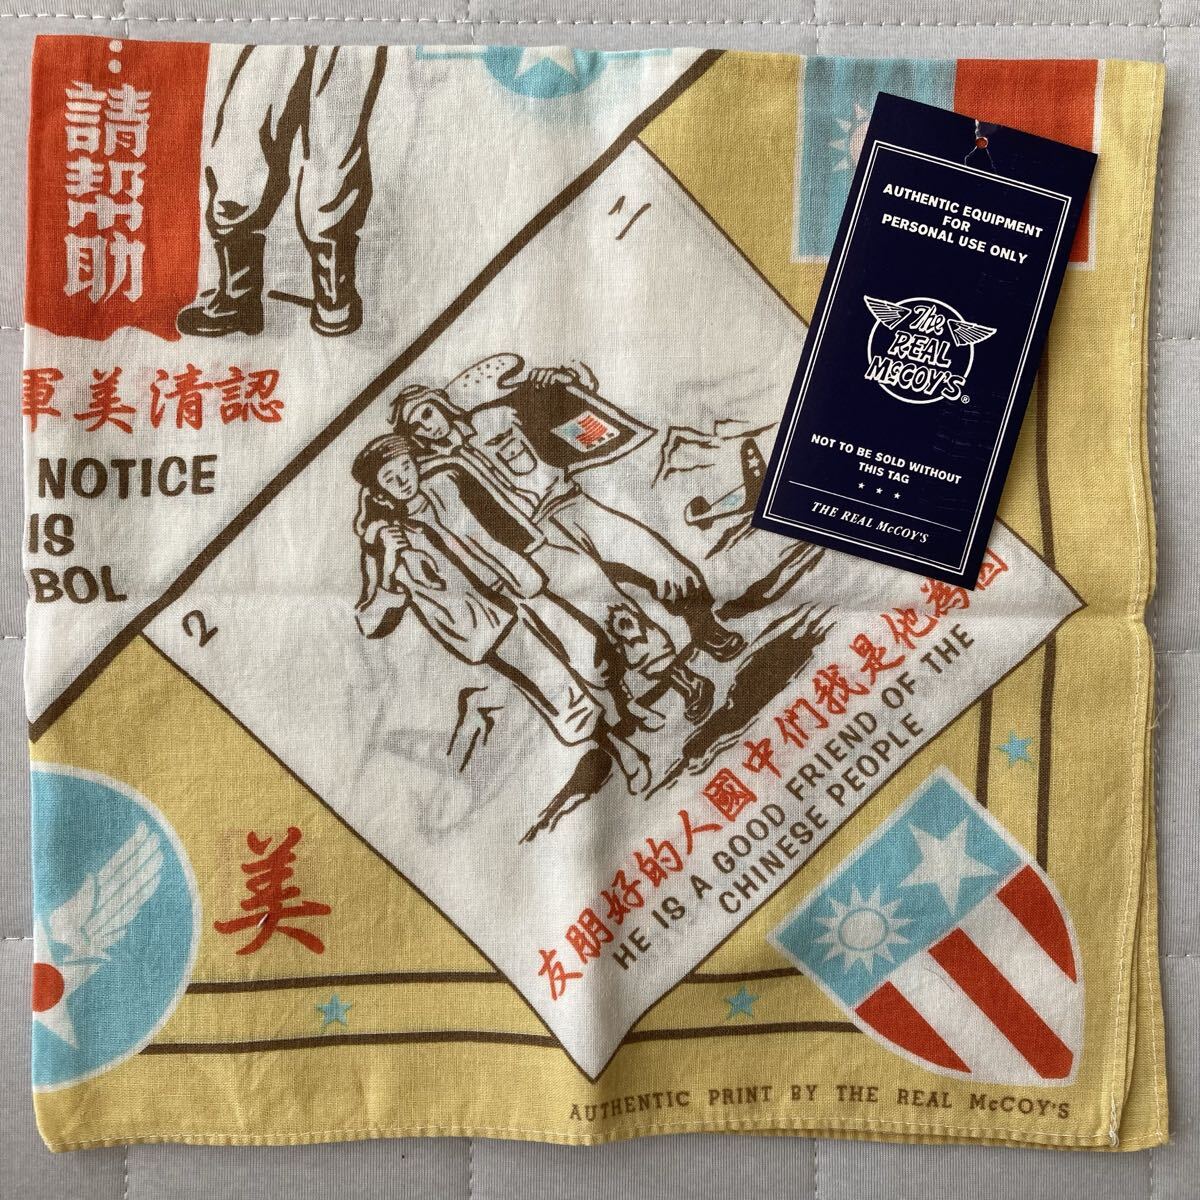 請幫助
軍美清認
NOTICE
IS
BOL
1
2
因為他是我們中國人的好朋友
HE IS A GOOD FRIEND OF THE
CHINESE PEOPLE
美
AUTHENTIC PRINT BY THE REAL McCOY'S
AUTHENTIC EQUIPMENT
FOR
PERSONAL USE ONLY
The
REAL
McCOY'S®
NOT TO BE SOLD WITHOUT
THIS TAG
THE REAL McCOY'S